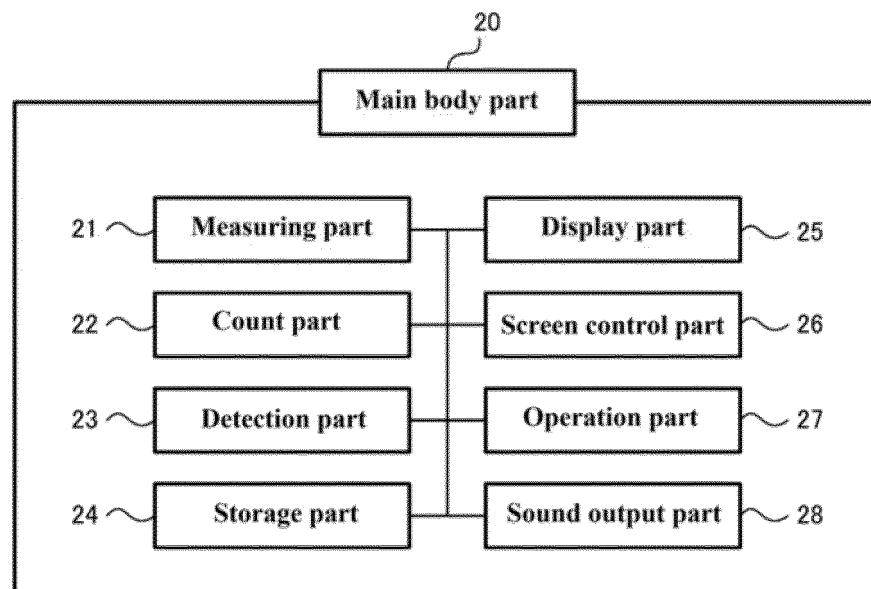 20
Main body part
21 Measuring part Display part 25
22 Count part Screen control part 26
23 Detection part Operation part 27
24 Storage part Sound output part 28